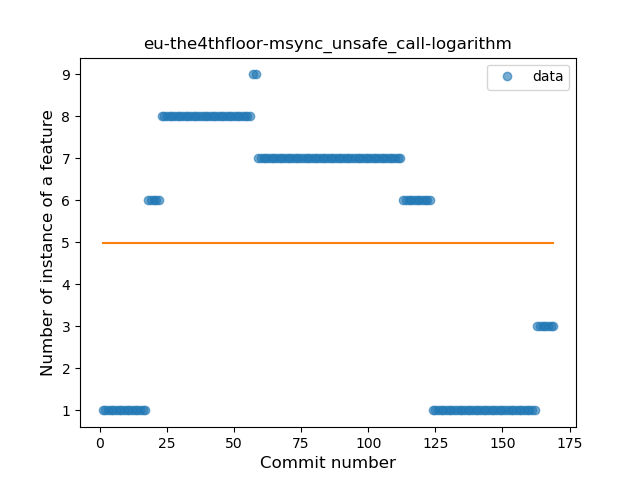 eu-the4thfloor-msync_unsafe_call-logarithm
data
Number of instance of a feature
9
8
7
6
5
4
3
2
1
0 25 50 75 100 125 150 175
Commit number